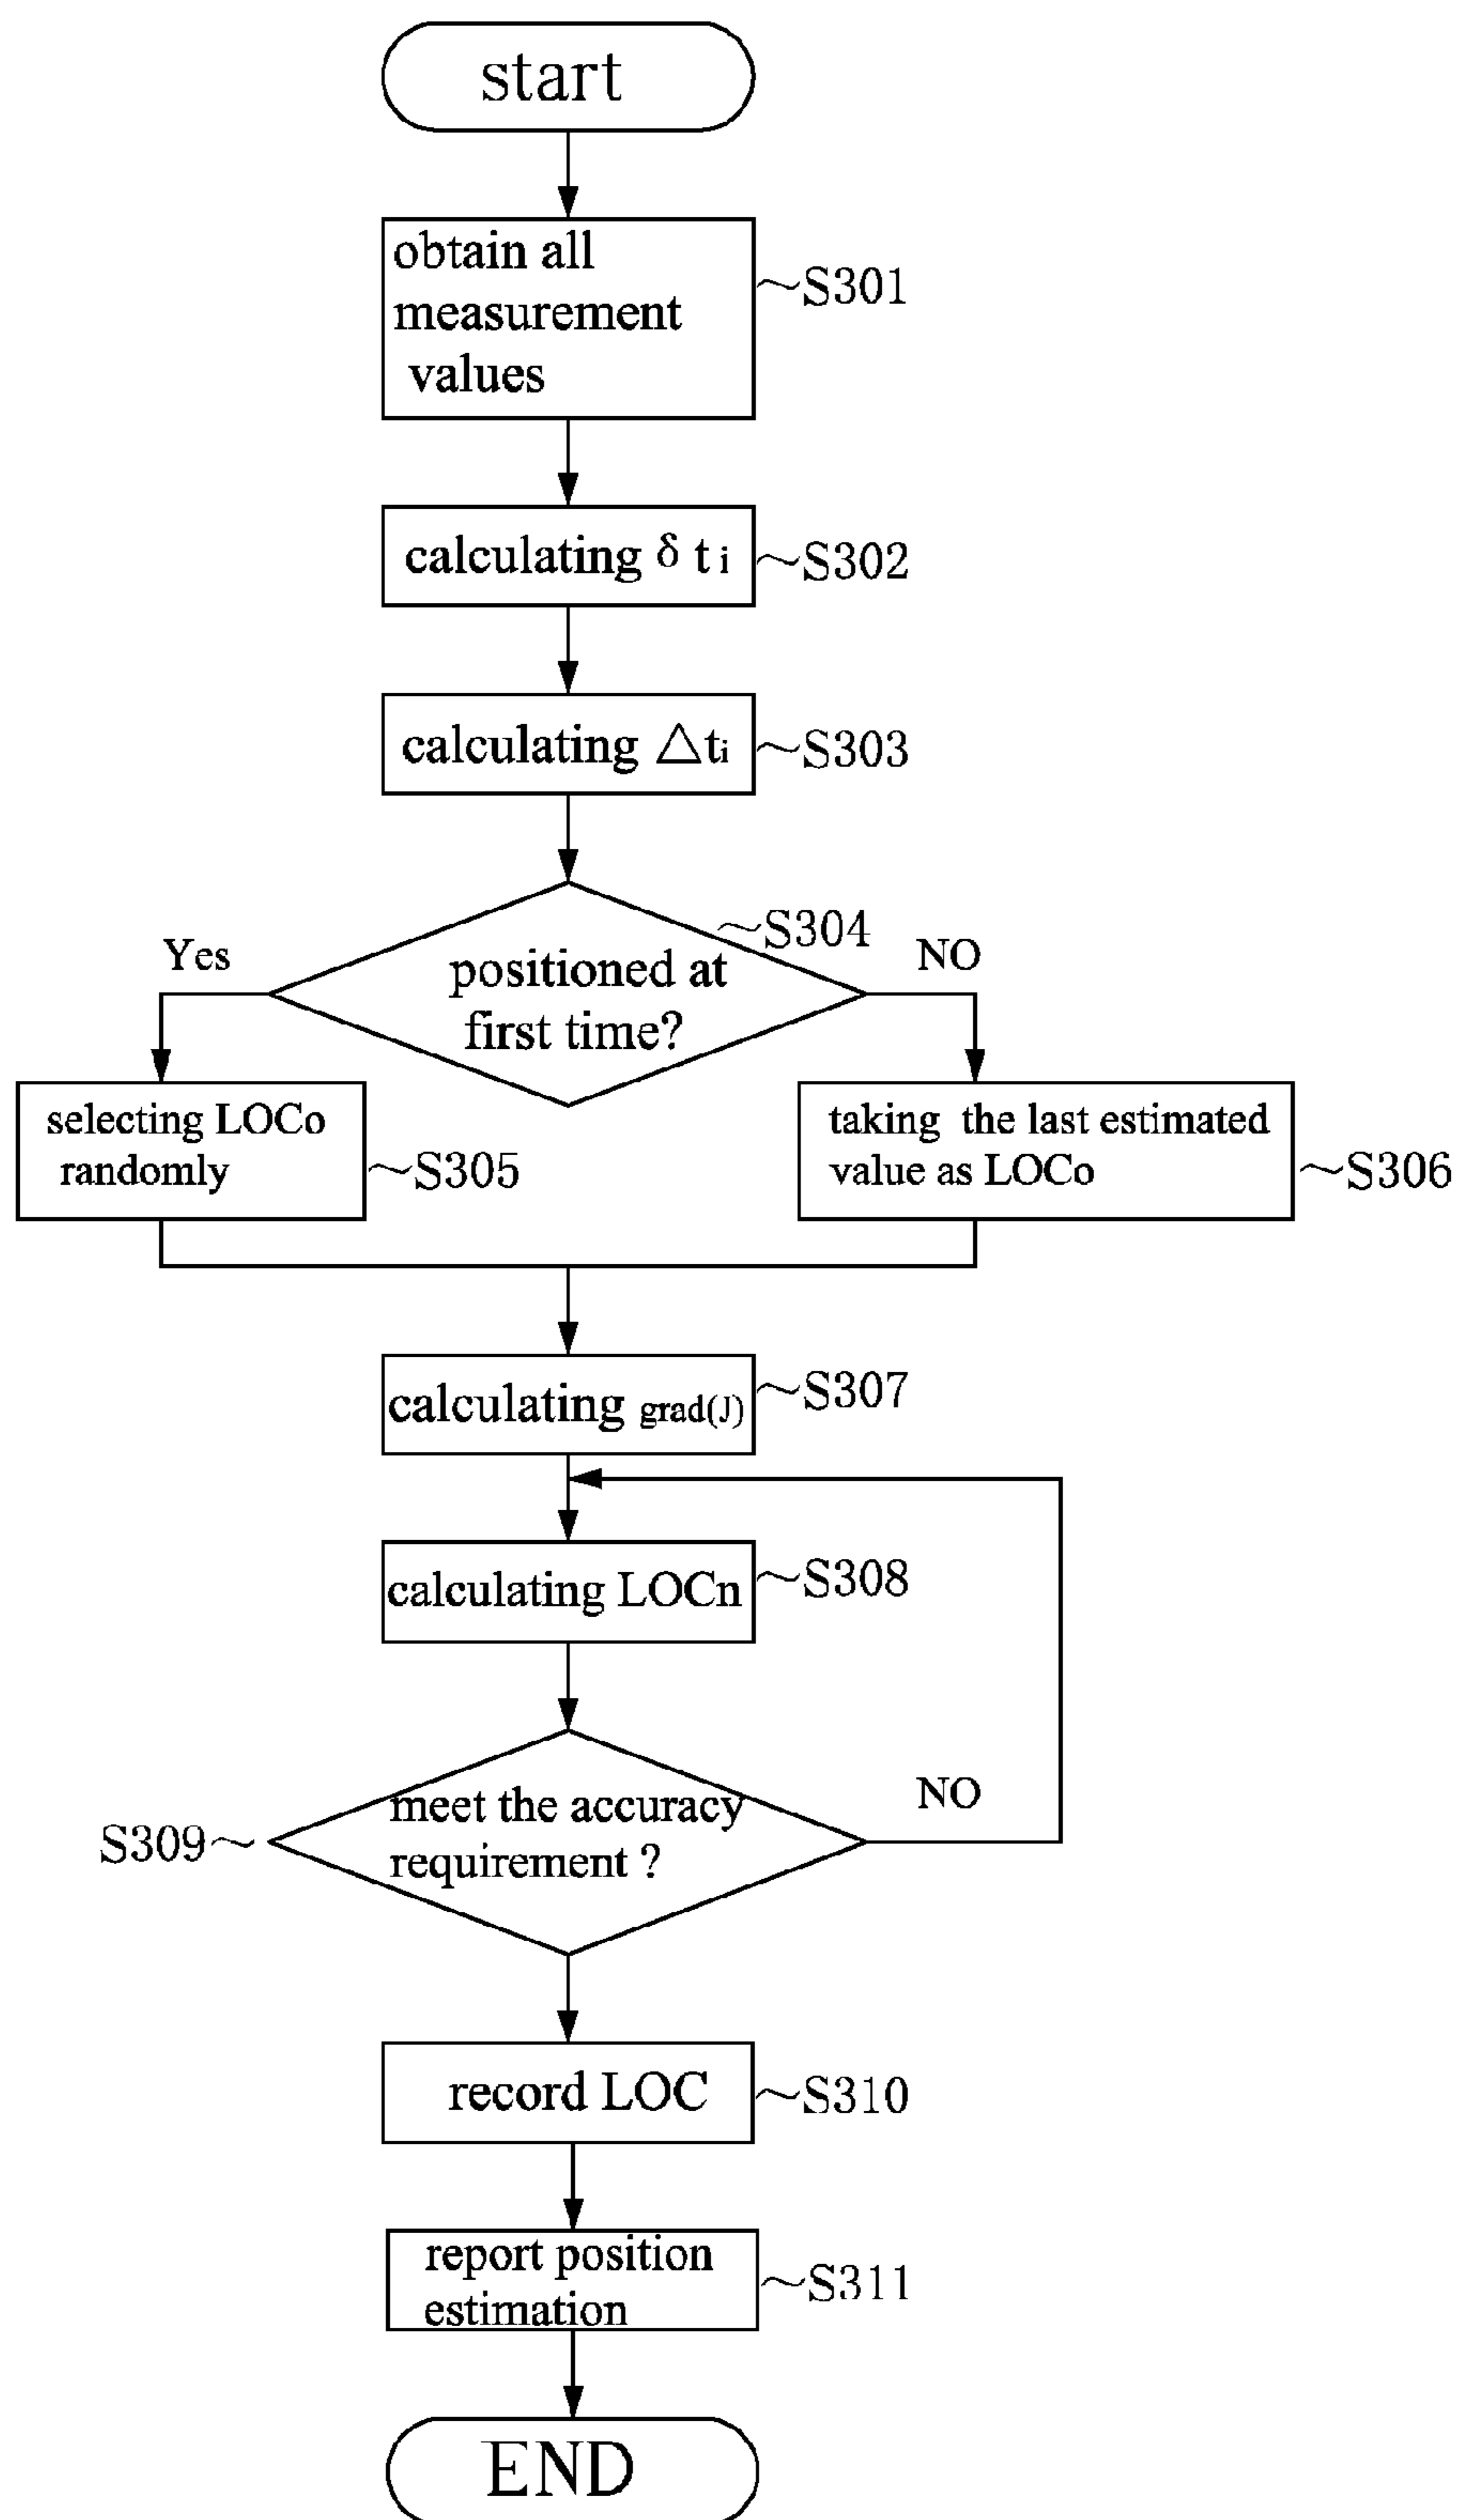 start
obtain all
measurement
values
~S301
calculating δ t i
~S302
calculating △ti
~S303
~S304
Yes
NO
positioned at
first time?
selecting LOCo
randomly
~S305
taking the last estimated
value as LOCo
~S306
calculating grad(J)
~S307
calculating LOCn
~S308
meet the accuracy
requirement ?
NO
S309~
record LOC
~S310
report position
estimation
~S311
END